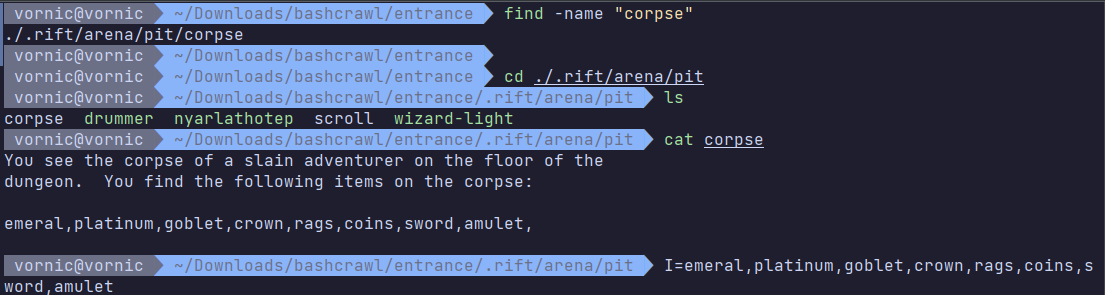 vornic@vornic ~/Downloads/bashcrawl/entrance find -name "corpse"
./.rift/arena/pit/corpse
vornic@vornic ~/Downloads/bashcrawl/entrance
vornic@vornic ~/Downloads/bashcrawl/entrance cd ./.rift/arena/pit
vornic@vornic ~/Downloads/bashcrawl/entrance/.rift/arena/pit ls
corpse drummer nyarlathotep scroll wizard-light
vornic@vornic ~/Downloads/bashcrawl/entrance/.rift/arena/pit cat corpse
You see the corpse of a slain adventurer on the floor of the
dungeon. You find the following items on the corpse:
emeral,platinum,goblet,crown,rags,coins,sword,amulet,
vornic@vornic ~/Downloads/bashcrawl/entrance/.rift/arena/pit I=emeral,platinum,goblet,crown,rags,coins,s
word,amulet